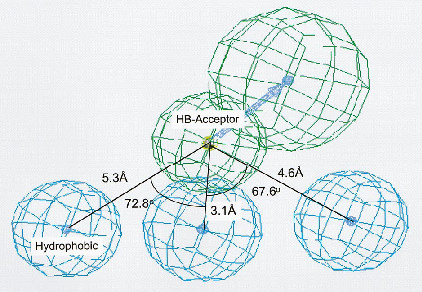 HB-Acceptor
5.3Å
4.6Å
72.8°
67.6°
3.1Å
Hydrophobic